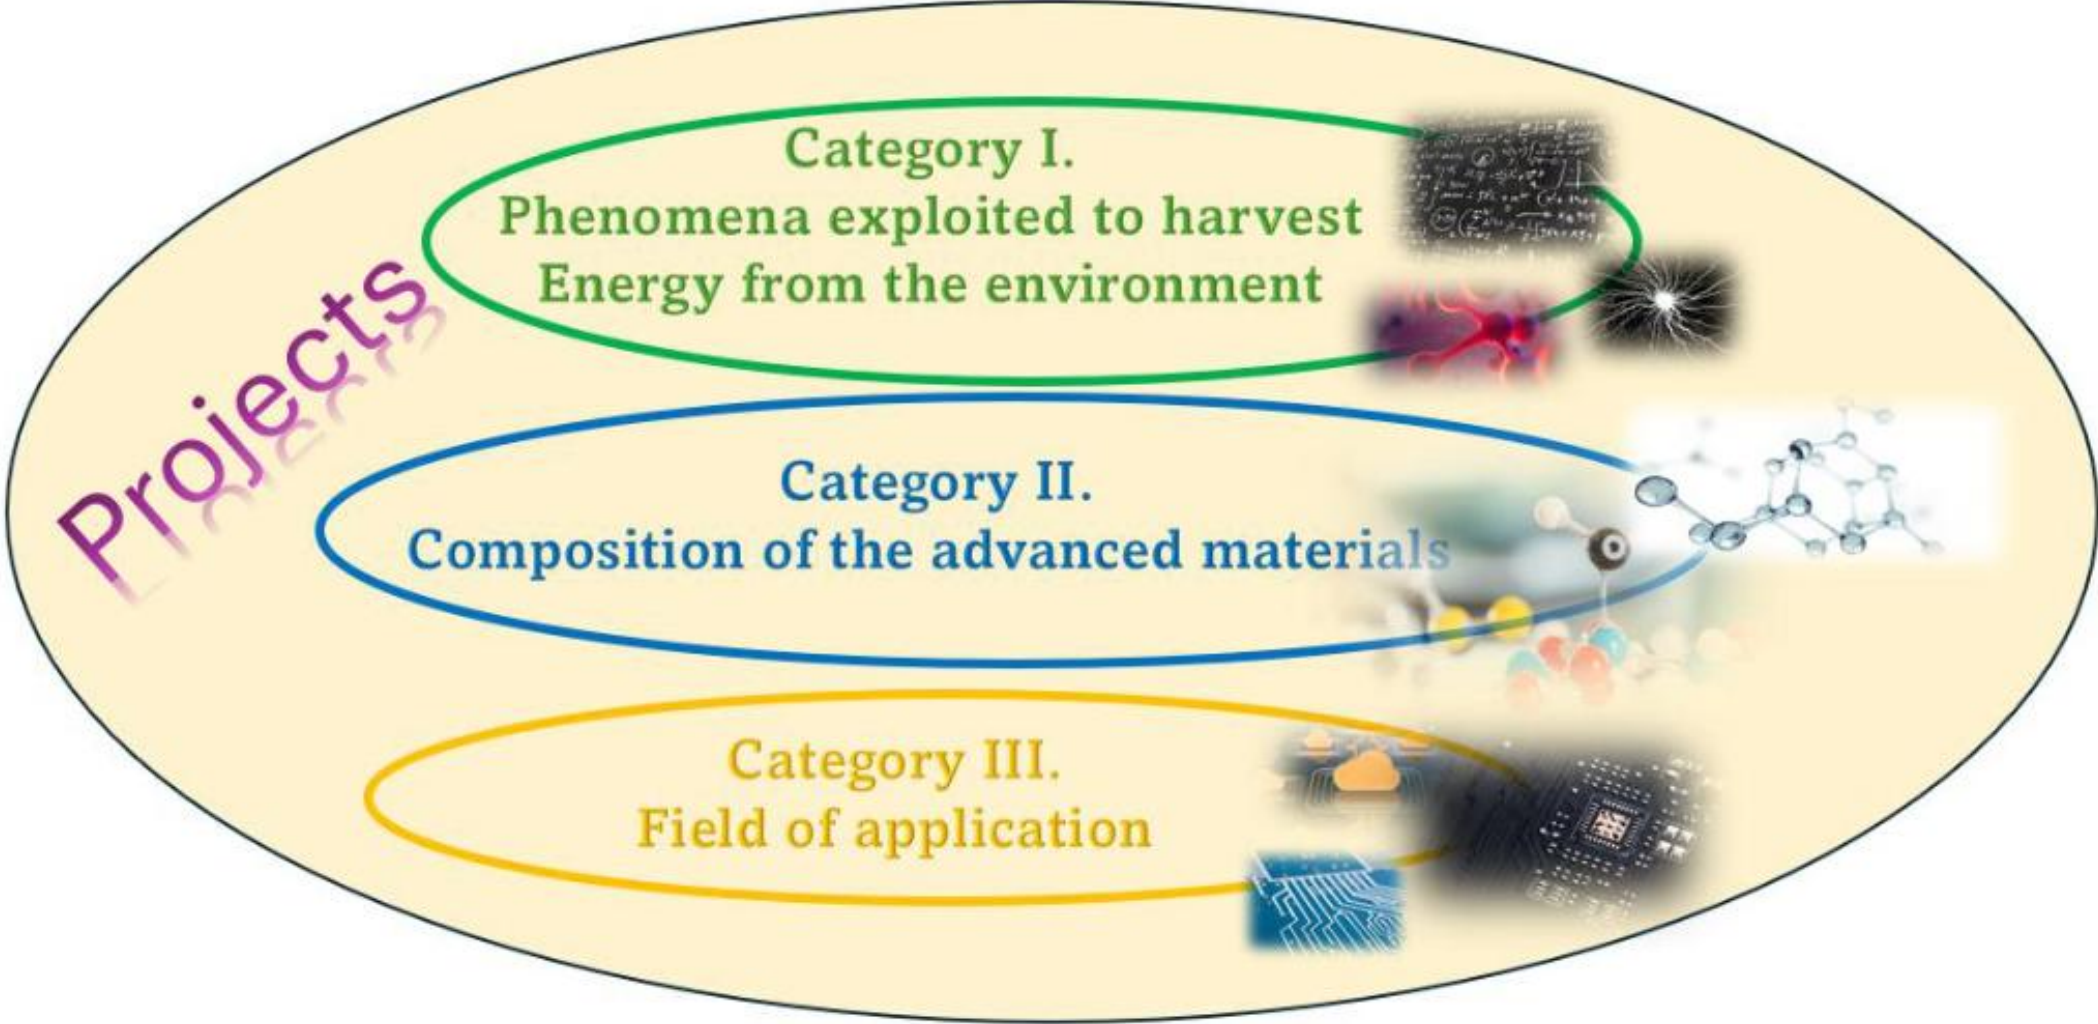 Projects
Category I.
Phenomena exploited to harvest
Energy from the environment
Category II.
Composition of the advanced materials
Category III.
Field of application